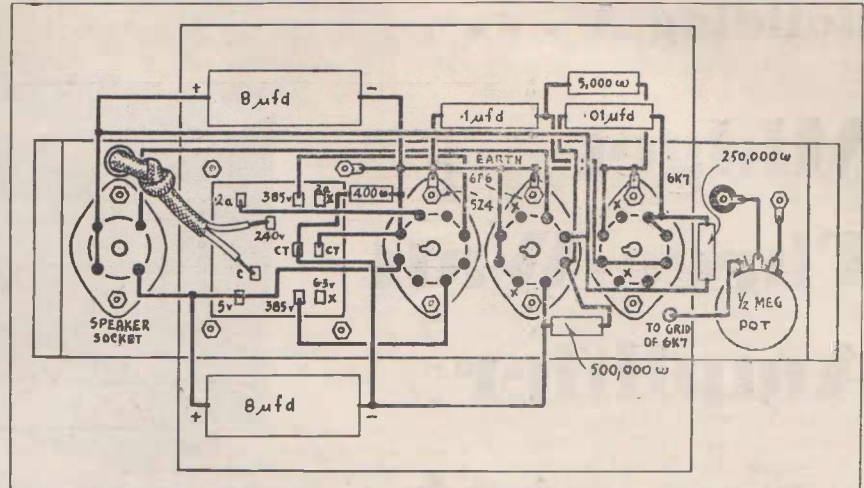 +
8 µfd
−
5,000 ω
.1 µfd
.01 µfd
EARTH
6F6
6K7
250,000 ω
2a
385v
2a
X
400 ω
5Z4
X
X
240v
CT
CT
C
5v
385v
6·3v
X
X
X
SPEAKER
SOCKET
TO GRID
OF 6K7
½ MEG
POT
500,000 ω
+
8 µfd
−